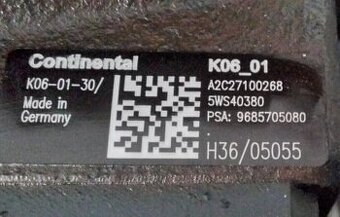 Continental
K06_01
K06-01-30/
A2C27100268
Made in
5WS40380
Germany
PSA: 9685705080
H36/05055